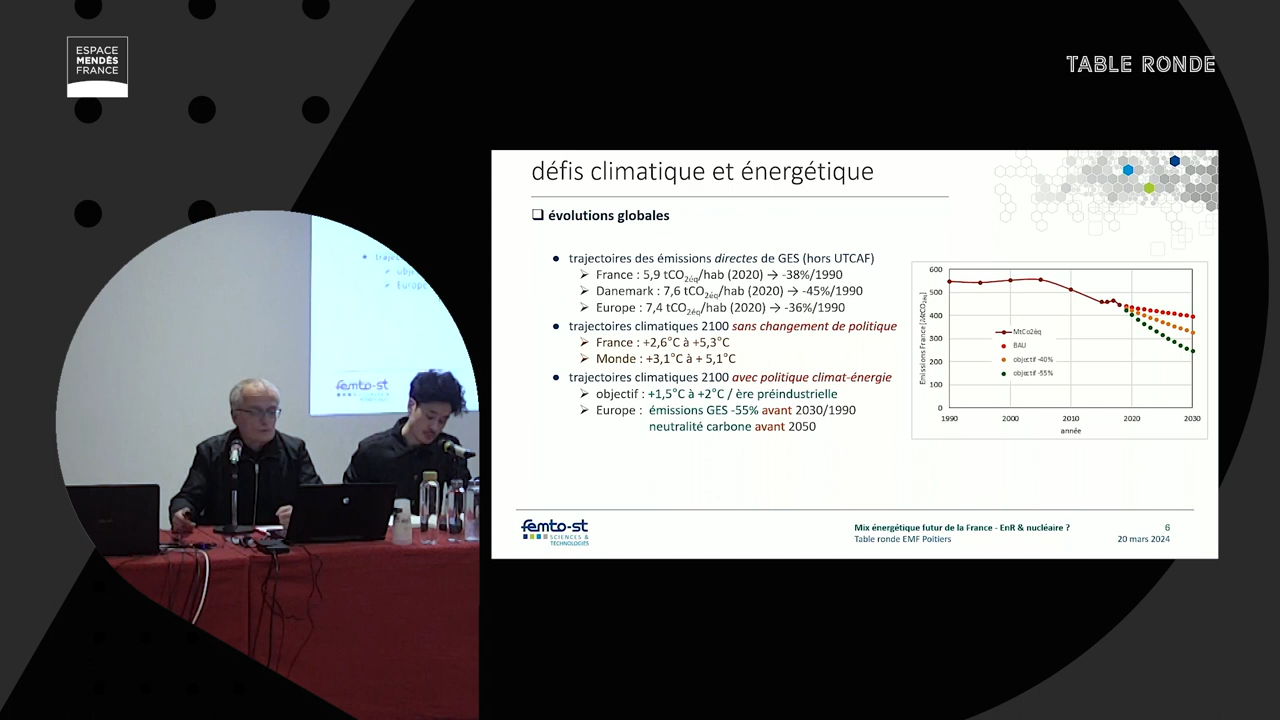 ESPACE
MENDÈS
FRANCE
TABLE RONDE
défis climatique et énergétique
❑ évolutions globales
• trajectoires des émissions directes de GES (hors UTCAF)
➢ France : 5,9 tCO2éq/hab (2020) → -38%/1990
➢ Danemark : 7,6 tCO2éq/hab (2020) → -45%/1990
➢ Europe : 7,4 tCO2éq/hab (2020) → -36%/1990
• trajectoires climatiques 2100 sans changement de politique
➢ France : +2,6°C à +5,3°C
➢ Monde : +3,1°C à + 5,1°C
• trajectoires climatiques 2100 avec politique climat-énergie
➢ objectif : +1,5°C à +2°C / ère préindustrielle
➢ Europe : émissions GES -55% avant 2030/1990
neutralité carbone avant 2050
Emissions France [MtCO2éq]
600
500
400
300
200
100
0
MtCo2éq
BAU
objectif -40%
objectif -55%
1990 2000 2010 2020 2030
année
femto-st
SCIENCES &
TECHNOLOGIES
Mix énergétique futur de la France - EnR & nucléaire ?
Table ronde EMF Poitiers
6
20 mars 2024
femto-st